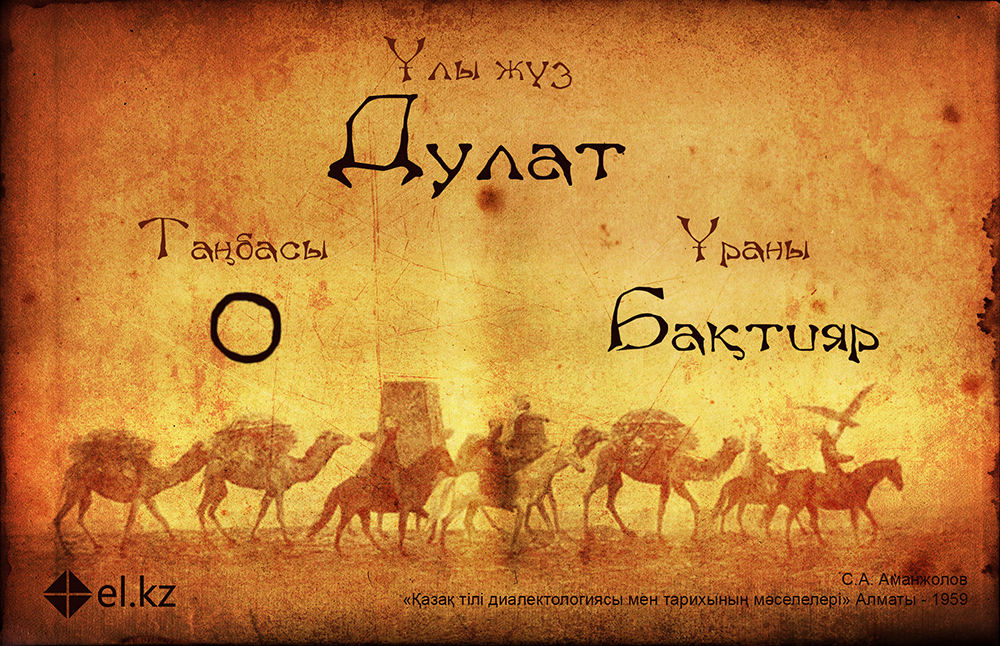 Ұлы жүз
Дулат
Таңбасы
Ұраны
О
Бақтияр
el.kz
С.А. Аманжолов
«Қазақ тілі диалектологиясы мен тарихының мәселелері» Алматы - 1959